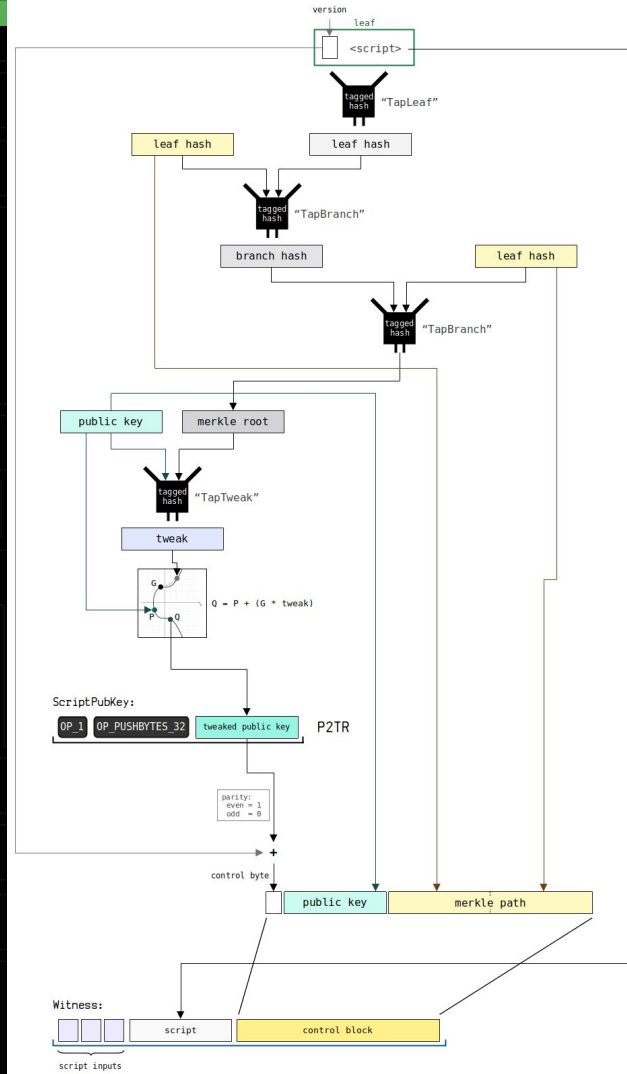 version
leaf
<script>
tagged
hash
“TapLeaf”
leaf hash
leaf hash
tagged
hash
“TapBranch”
branch hash
leaf hash
tagged
hash
“TapBranch”
public key
merkle root
tagged
hash
“TapTweak”
tweak
G
P
Q
Q = P + (G * tweak)
ScriptPubKey:
OP_1
OP_PUSHBYTES_32
tweaked public key
P2TR
parity:
even = 1
odd = 0
+
control byte
public key
merkle path
Witness:
script
control block
script inputs